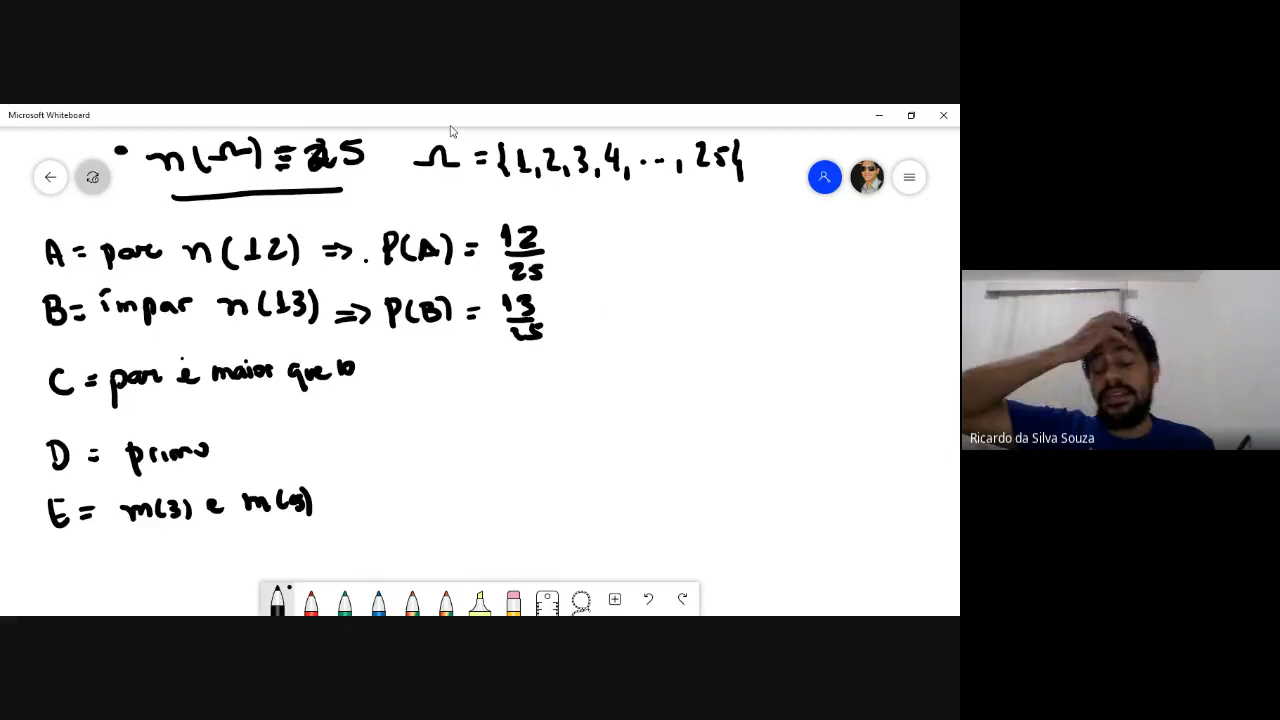 Microsoft Whiteboard
• n(Ω) = 25 Ω = {1,2,3,4,...,25}
A = par n(12) => . P(A) = 12/25
B = ímpar n(13) => P(B) = 13/25
C = par e maior que 10
D = primo
E = m(3) e m(5)
Ricardo da Silva Souza